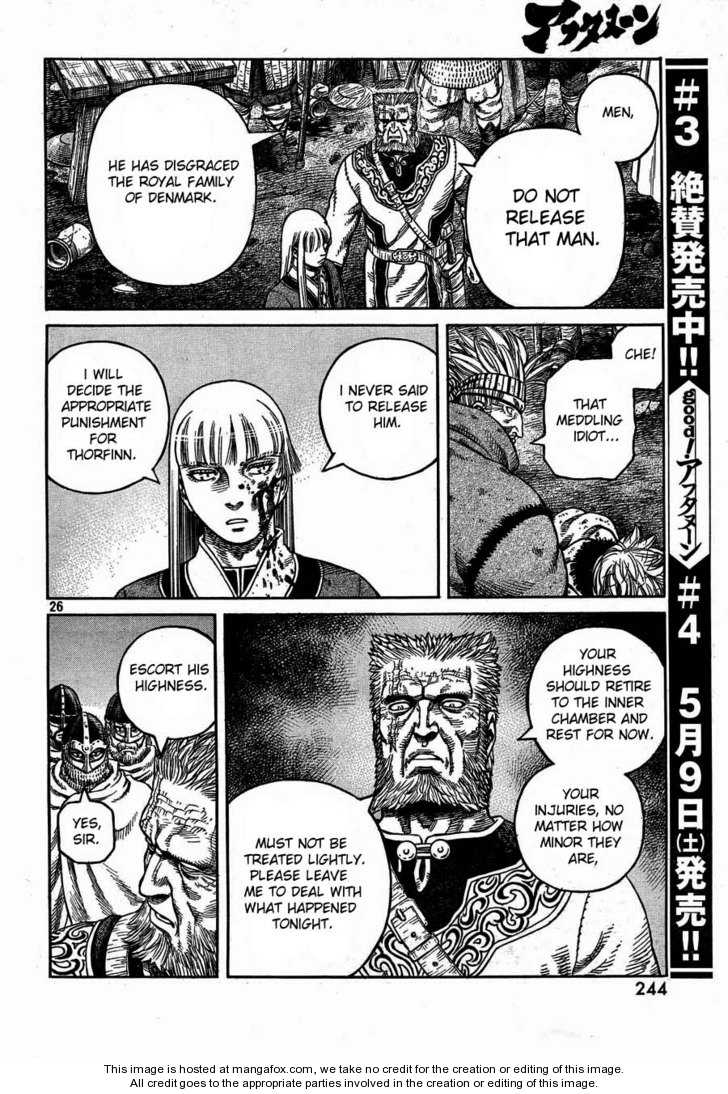 アフタヌーン
MEN,
DO NOT
RELEASE
THAT MAN.
HE HAS DISGRACED
THE ROYAL FAMILY
OF DENMARK.
CHE!
THAT
MEDDLING
IDIOT...
I NEVER SAID
TO RELEASE
HIM.
I WILL
DECIDE THE
APPROPRIATE
PUNISHMENT
FOR
THORFINN.
26
YOUR
HIGHNESS
SHOULD RETIRE
TO THE INNER
CHAMBER AND
REST FOR NOW.
YOUR
INJURIES, NO
MATTER HOW
MINOR THEY
ARE,
MUST NOT BE
TREATED LIGHTLY.
PLEASE LEAVE
ME TO DEAL WITH
WHAT HAPPENED
TONIGHT.
ESCORT HIS
HIGHNESS.
YES,
SIR.
#3 絶賛発売中!! good!アフタヌーン #4 5月9日(土)発売!!
244
This image is hosted at mangafox.com, we take no credit for the creation or editing of this image.
All credit goes to the appropriate parties involved in the creation or editing of this image.